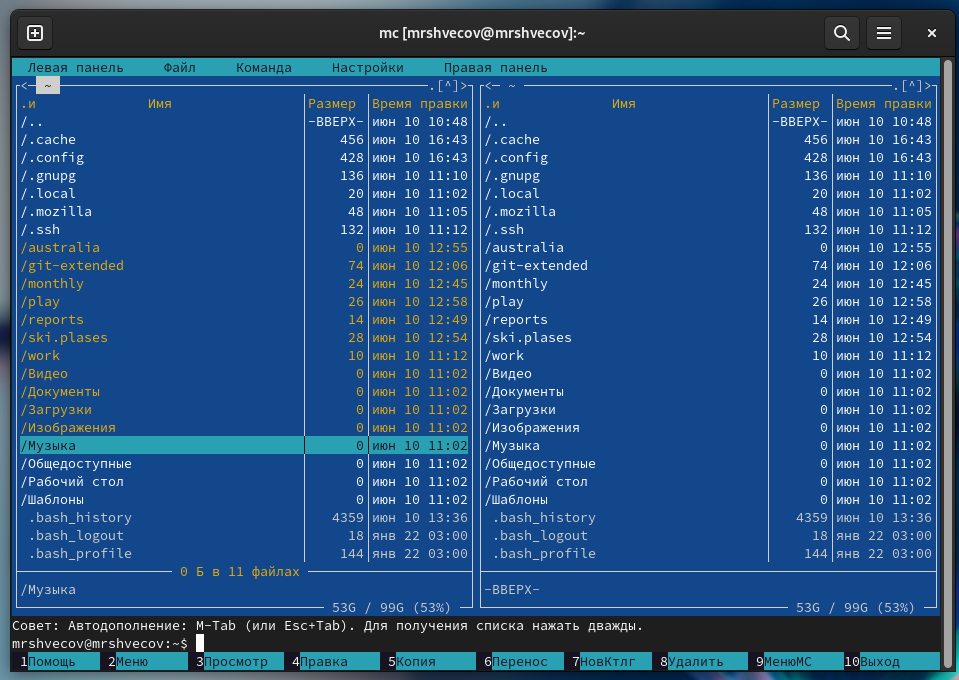 mc [mrshvecov@mrshvecov]:~
Левая панель Файл Команда Настройки Правая панель
<─ ~ .[^]> <─ ~ .[^]>
.и Имя Размер Время правки .и Имя Размер Время правки
/.. -ВВЕРХ- июн 10 10:48 /.. -ВВЕРХ- июн 10 10:48
/.cache 456 июн 10 16:43 /.cache 456 июн 10 16:43
/.config 428 июн 10 16:43 /.config 428 июн 10 16:43
/.gnupg 136 июн 10 11:10 /.gnupg 136 июн 10 11:10
/.local 20 июн 10 11:02 /.local 20 июн 10 11:02
/.mozilla 48 июн 10 11:05 /.mozilla 48 июн 10 11:05
/.ssh 132 июн 10 11:12 /.ssh 132 июн 10 11:12
/australia 0 июн 10 12:55 /australia 0 июн 10 12:55
/git-extended 74 июн 10 12:06 /git-extended 74 июн 10 12:06
/monthly 24 июн 10 12:45 /monthly 24 июн 10 12:45
/play 26 июн 10 12:58 /play 26 июн 10 12:58
/reports 14 июн 10 12:49 /reports 14 июн 10 12:49
/ski.plases 28 июн 10 12:54 /ski.plases 28 июн 10 12:54
/work 10 июн 10 11:12 /work 10 июн 10 11:12
/Видео 0 июн 10 11:02 /Видео 0 июн 10 11:02
/Документы 0 июн 10 11:02 /Документы 0 июн 10 11:02
/Загрузки 0 июн 10 11:02 /Загрузки 0 июн 10 11:02
/Изображения 0 июн 10 11:02 /Изображения 0 июн 10 11:02
/Музыка 0 июн 10 11:02 /Музыка 0 июн 10 11:02
/Общедоступные 0 июн 10 11:02 /Общедоступные 0 июн 10 11:02
/Рабочий стол 0 июн 10 11:02 /Рабочий стол 0 июн 10 11:02
/Шаблоны 0 июн 10 11:02 /Шаблоны 0 июн 10 11:02
.bash_history 4359 июн 10 13:36 .bash_history 4359 июн 10 13:36
.bash_logout 18 янв 22 03:00 .bash_logout 18 янв 22 03:00
.bash_profile 144 янв 22 03:00 .bash_profile 144 янв 22 03:00
0 Б в 11 файлах
/Музыка -ВВЕРХ-
53G / 99G (53%) 53G / 99G (53%)
Совет: Автодополнение: M-Tab (или Esc+Tab). Для получения списка нажать дважды.
mrshvecov@mrshvecov:~$
1Помощь 2Меню 3Просмотр 4Правка 5Копия 6Перенос 7НовКтлг 8Удалить 9МенюМС 10Выход